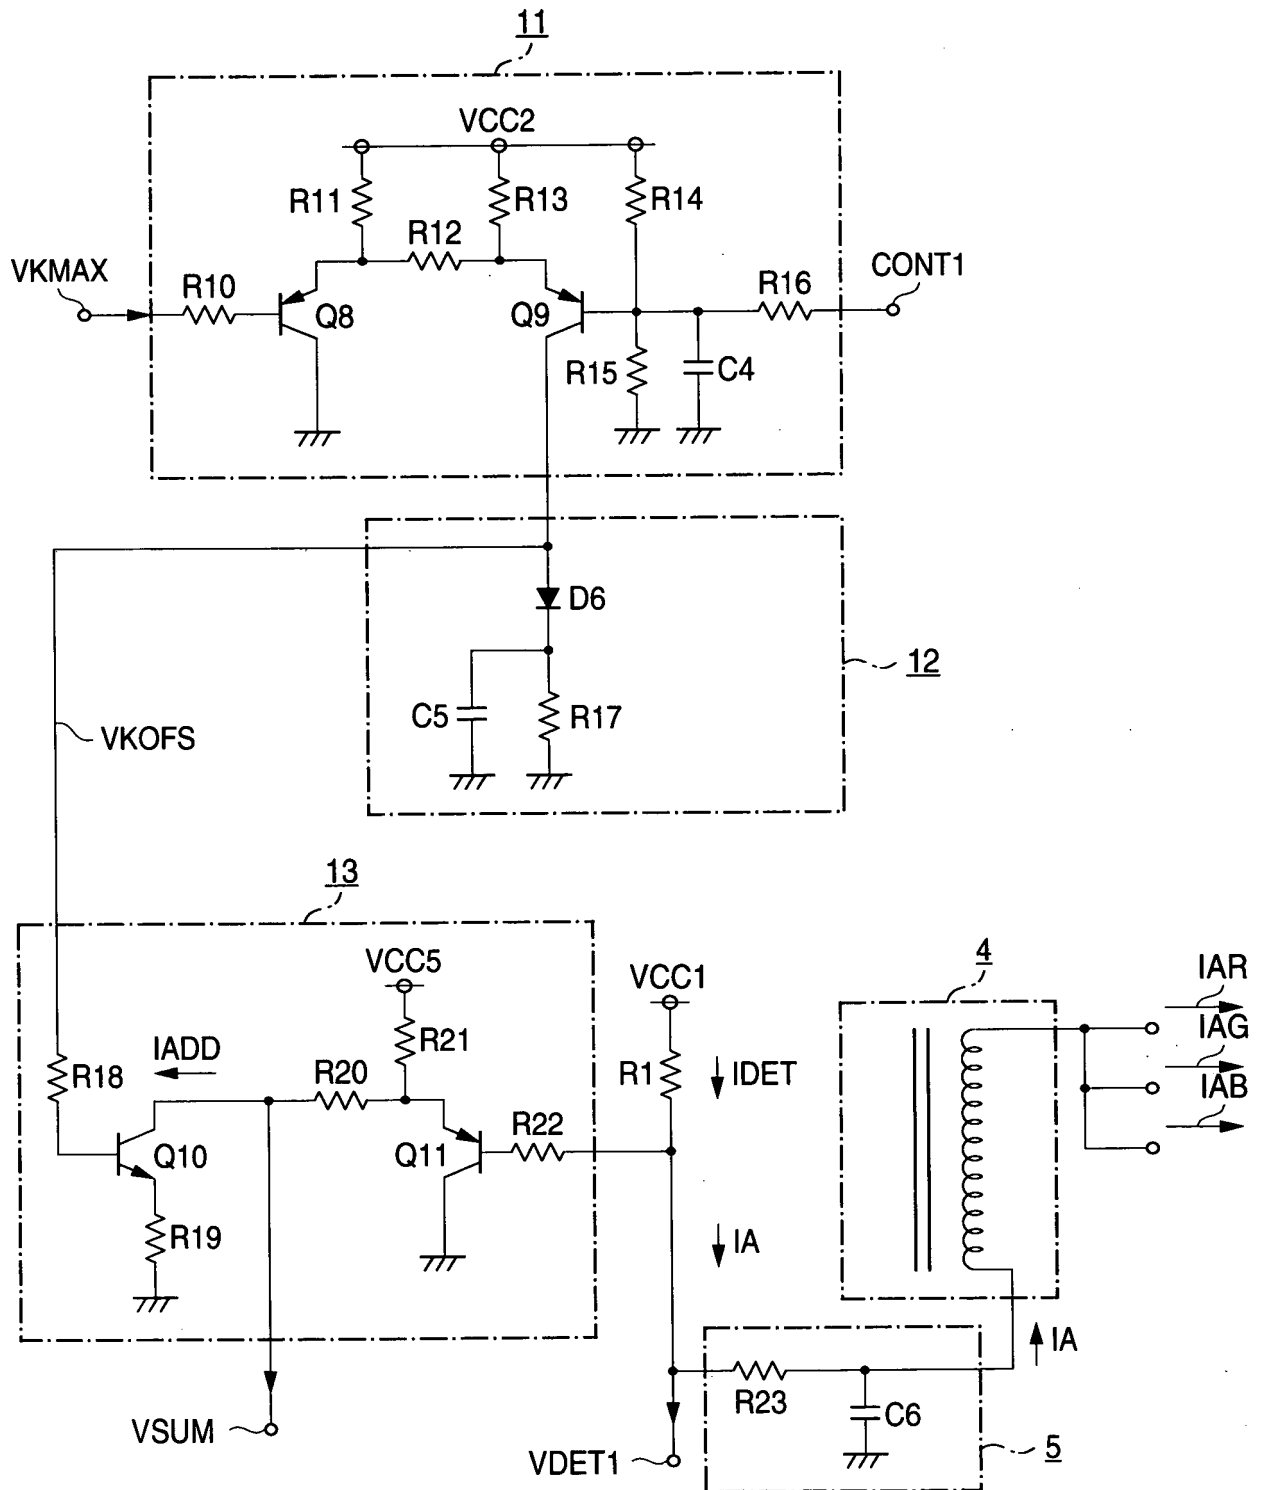 11
VCC2
R11
R13
R14
R12
VKMAX
CONT1
R10
R16
Q8
Q9
R15
C4
D6
12
C5
R17
VKOFS
13
VCC5
VCC1
4
IAR
IAG
IAB
R21
IADD
R20
R18
R1
IDET
R22
Q10
Q11
R19
IA
IA
R23
C6
VSUM
VDET1
5